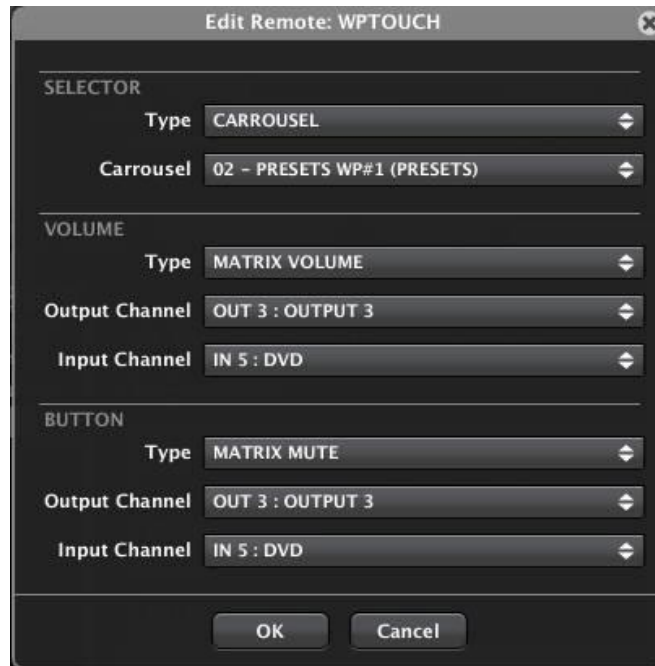 Edit Remote: WPTOUCH
SELECTOR
Type CARROUSEL
Carrousel 02 – PRESETS WP#1 (PRESETS)
VOLUME
Type MATRIX VOLUME
Output Channel OUT 3 : OUTPUT 3
Input Channel IN 5 : DVD
BUTTON
Type MATRIX MUTE
Output Channel OUT 3 : OUTPUT 3
Input Channel IN 5 : DVD
OK Cancel